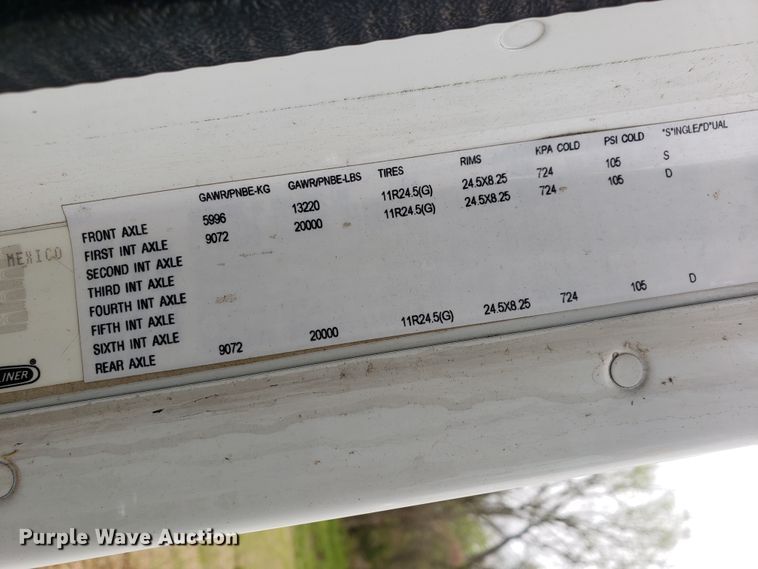 GAWR/PNBE-KG GAWR/PNBE-LBS TIRES RIMS KPA COLD PSI COLD "S"INGLE/"D"UAL
FRONT AXLE 5996 13220 11R24.5(G) 24.5X8.25 724 105 S
FIRST INT AXLE 9072 20000 11R24.5(G) 24.5X8.25 724 105 D
SECOND INT AXLE
THIRD INT AXLE
FOURTH INT AXLE
FIFTH INT AXLE
SIXTH INT AXLE
REAR AXLE 9072 20000 11R24.5(G) 24.5X8.25 724 105 D
MEXICO
LINER®
Purple Wave Auction®